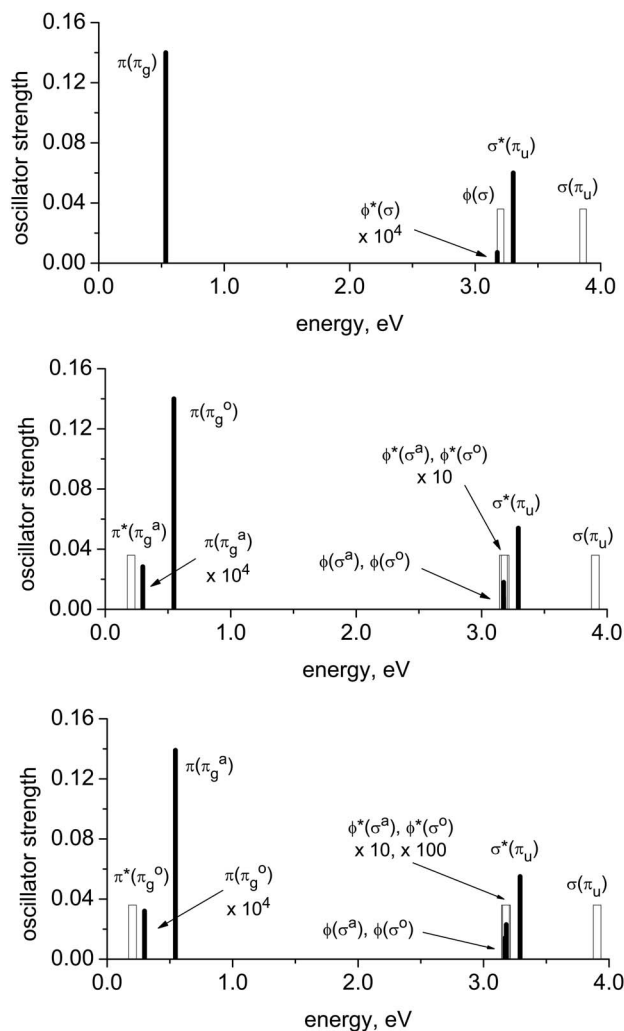 0.16
0.12
0.08
0.04
0.00
oscillator strength
π(πg)
σ*(πu)
ϕ(σ)
σ(πu)
ϕ*(σ)
x 10⁴
0.0 1.0 2.0 3.0 4.0
energy, eV
0.16
0.12
0.08
0.04
0.00
oscillator strength
π(πgᵒ)
ϕ*(σᵃ), ϕ*(σᵒ)
x 10
σ*(πu)
π*(πgᵃ)
π(πgᵃ)
x 10⁴
ϕ(σᵃ), ϕ(σᵒ)
σ(πu)
0.0 1.0 2.0 3.0 4.0
energy, eV
0.16
0.12
0.08
0.04
0.00
oscillator strength
π(πgᵃ)
ϕ*(σᵃ), ϕ*(σᵒ)
x 10, x 100
σ*(πu)
π*(πgᵒ)
π(πgᵒ)
x 10⁴
ϕ(σᵃ), ϕ(σᵒ)
σ(πu)
0.0 1.0 2.0 3.0 4.0
energy, eV